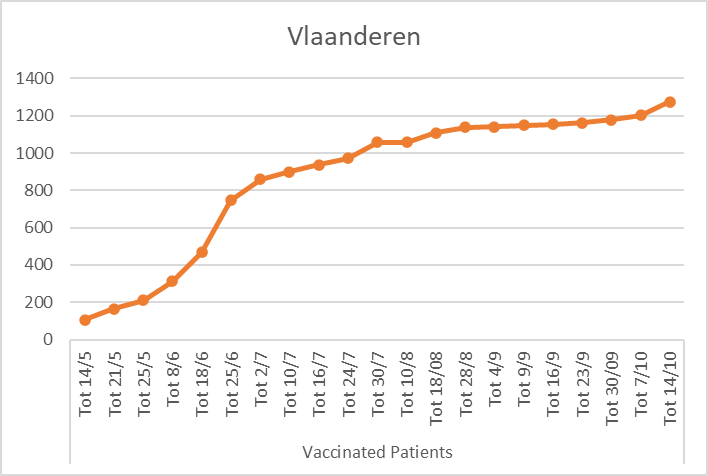 Vlaanderen
1400
1200
1000
800
600
400
200
0
Tot 14/5
Tot 21/5
Tot 25/5
Tot 8/6
Tot 18/6
Tot 25/6
Tot 2/7
Tot 10/7
Tot 16/7
Tot 24/7
Tot 30/7
Tot 10/8
Tot 18/08
Tot 28/8
Tot 4/9
Tot 9/9
Tot 16/9
Tot 23/9
Tot 30/09
Tot 7/10
Tot 14/10
Vaccinated Patients